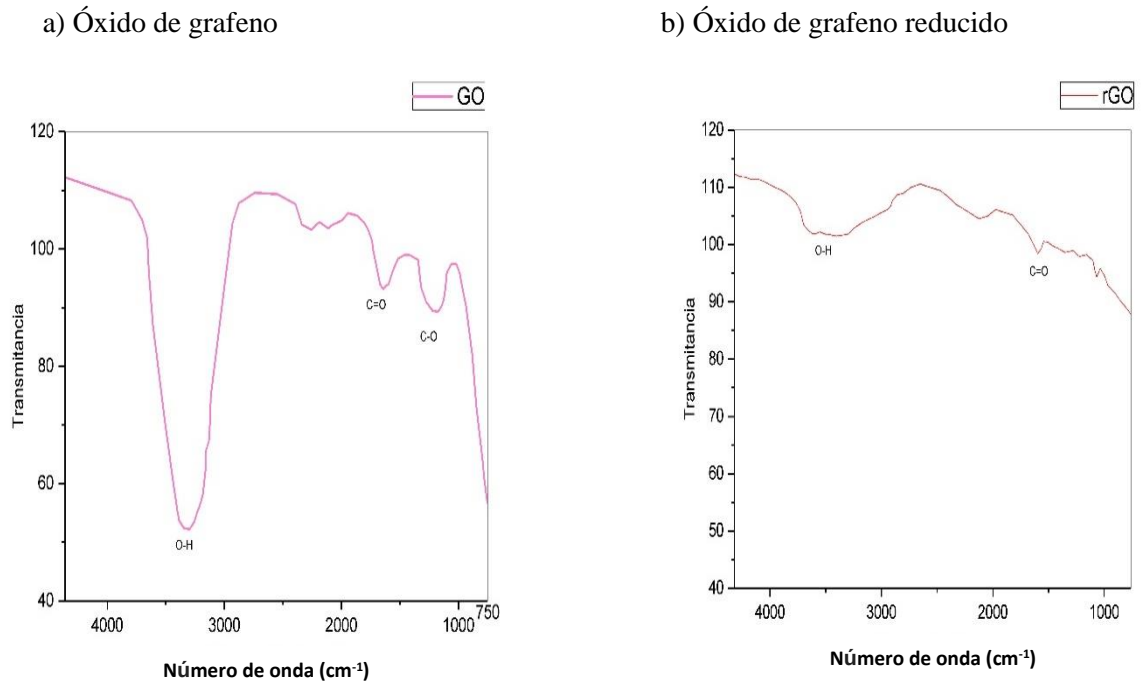 a) Óxido de grafeno
b) Óxido de grafeno reducido
GO
120
100
80
60
40
Transmitancia
C=O
C-O
O-H
4000
3000
2000
1000
750
Número de onda (cm-1)
rGO
120
110
100
90
80
70
60
50
40
Transmitancia
O-H
C=O
4000
3000
2000
1000
Número de onda (cm-1)